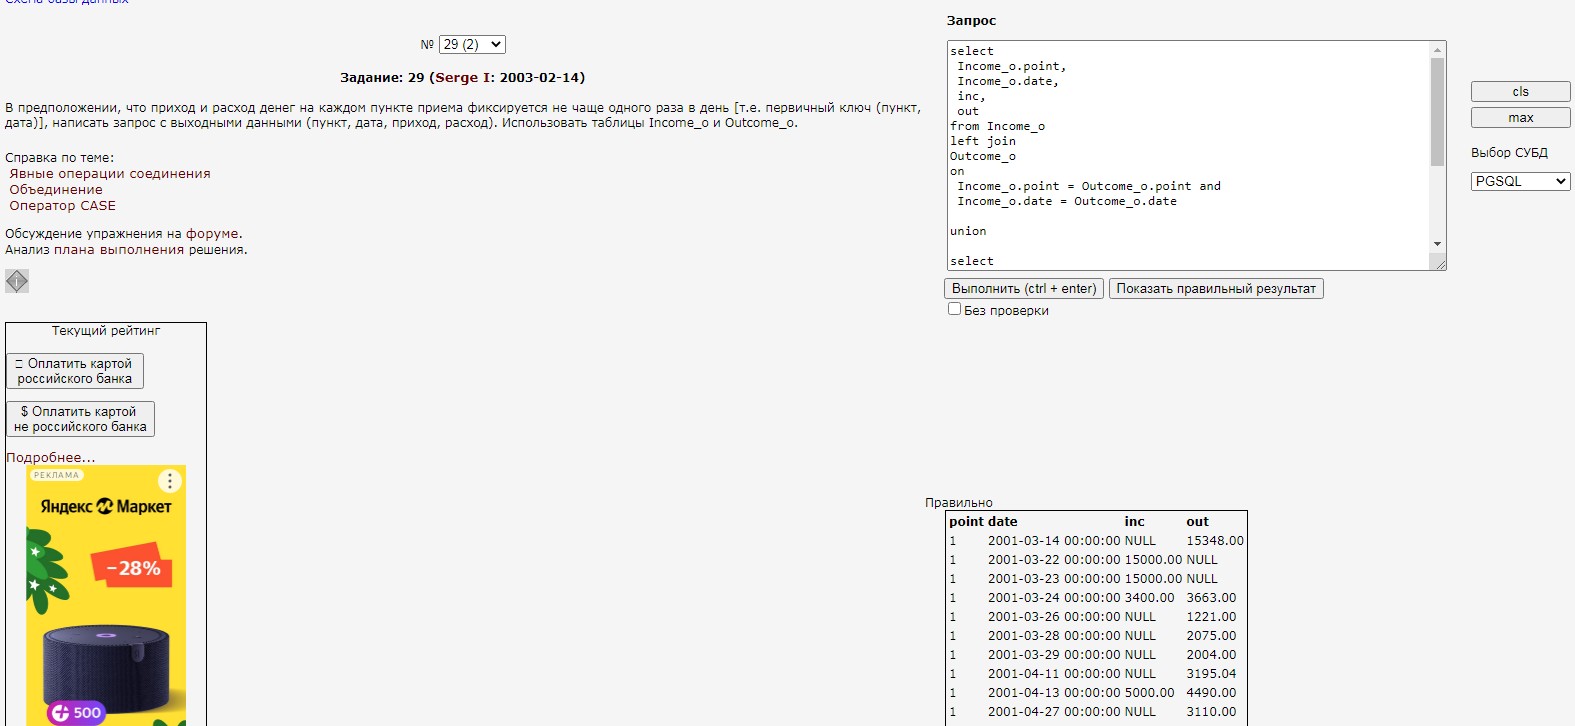 Схема базы данных
№ 29 (2)
Задание: 29 (Serge I: 2003-02-14)
В предположении, что приход и расход денег на каждом пункте приема фиксируется не чаще одного раза в день [т.е. первичный ключ (пункт,
дата)], написать запрос с выходными данными (пункт, дата, приход, расход). Использовать таблицы Income_o и Outcome_o.
Справка по теме:
Явные операции соединения
Объединение
Оператор CASE
Обсуждение упражнения на форуме.
Анализ плана выполнения решения.
Текущий рейтинг
Оплатить картой
российского банка
$ Оплатить картой
не российского банка
Подробнее...
РЕКЛАМА
Яндекс Маркет
−28%
500
Запрос
select
Income_o.point,
Income_o.date,
inc,
out
from Income_o
left join
Outcome_o
on
Income_o.point = Outcome_o.point and
Income_o.date = Outcome_o.date
union
select
cls
max
Выбор СУБД
PGSQL
Выполнить (ctrl + enter) Показать правильный результат
Без проверки
Правильно
point date inc out
1 2001-03-14 00:00:00 NULL 15348.00
1 2001-03-22 00:00:00 15000.00 NULL
1 2001-03-23 00:00:00 15000.00 NULL
1 2001-03-24 00:00:00 3400.00 3663.00
1 2001-03-26 00:00:00 NULL 1221.00
1 2001-03-28 00:00:00 NULL 2075.00
1 2001-03-29 00:00:00 NULL 2004.00
1 2001-04-11 00:00:00 NULL 3195.04
1 2001-04-13 00:00:00 5000.00 4490.00
1 2001-04-27 00:00:00 NULL 3110.00